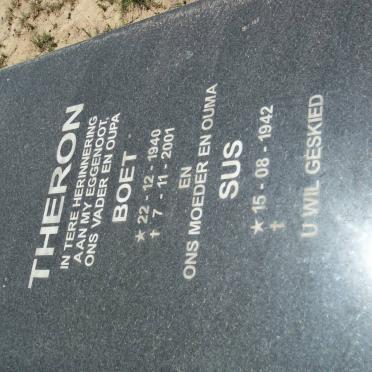 THERON
IN TERE HERINNERING
AAN MY EGGENOOT,
ONS VADER EN OUPA
BOET
★ 22 - 12 - 1940
✝ 7 - 11 - 2001
EN
ONS MOEDER EN OUMA
SUS
★ 15 - 08 - 1942
✝
U WIL GESKIED